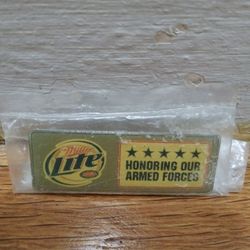 Miller
Lite
HONORING OUR
ARMED FORCES